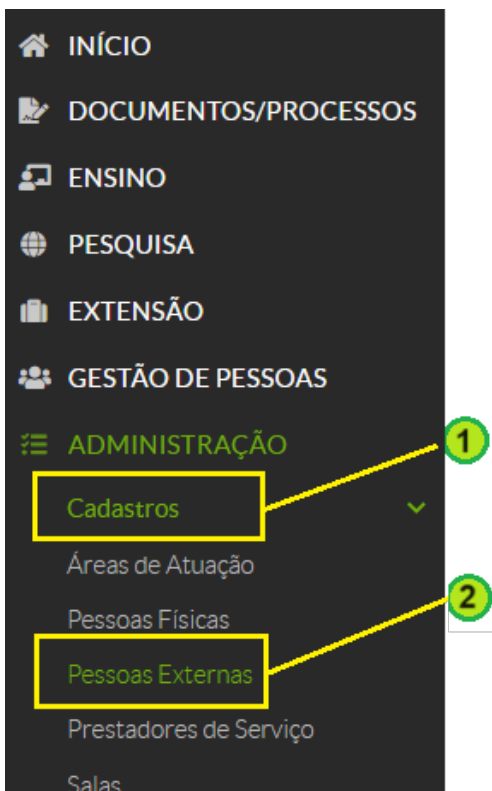 INÍCIO
DOCUMENTOS/PROCESSOS
ENSINO
PESQUISA
EXTENSÃO
GESTÃO DE PESSOAS
ADMINISTRAÇÃO
1
Cadastros
Áreas de Atuação
2
Pessoas Físicas
Pessoas Externas
Prestadores de Serviço
Salas